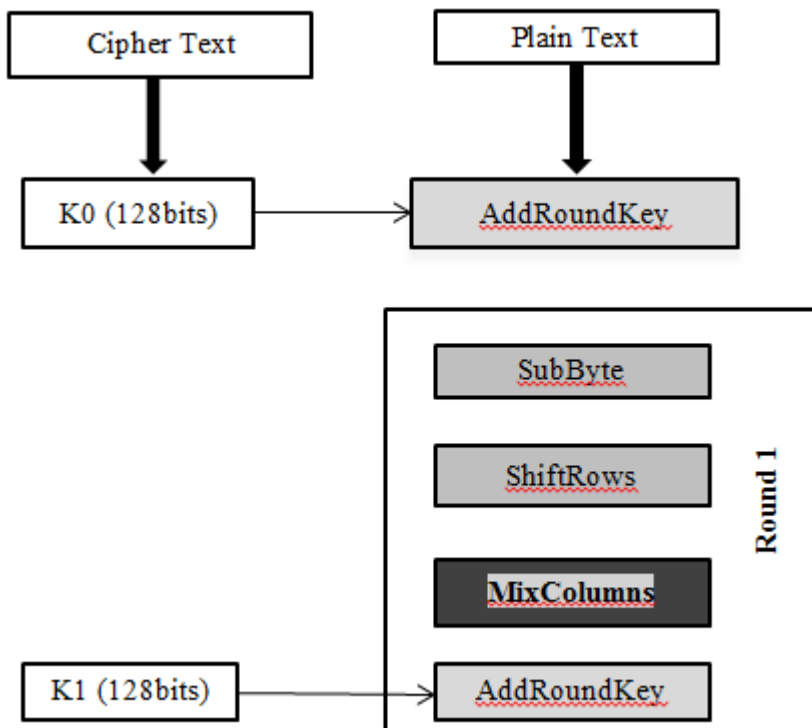 Cipher Text
Plain Text
K0 (128bits)
AddRoundKey
SubByte
ShiftRows
Round 1
MixColumns
K1 (128bits)
AddRoundKey